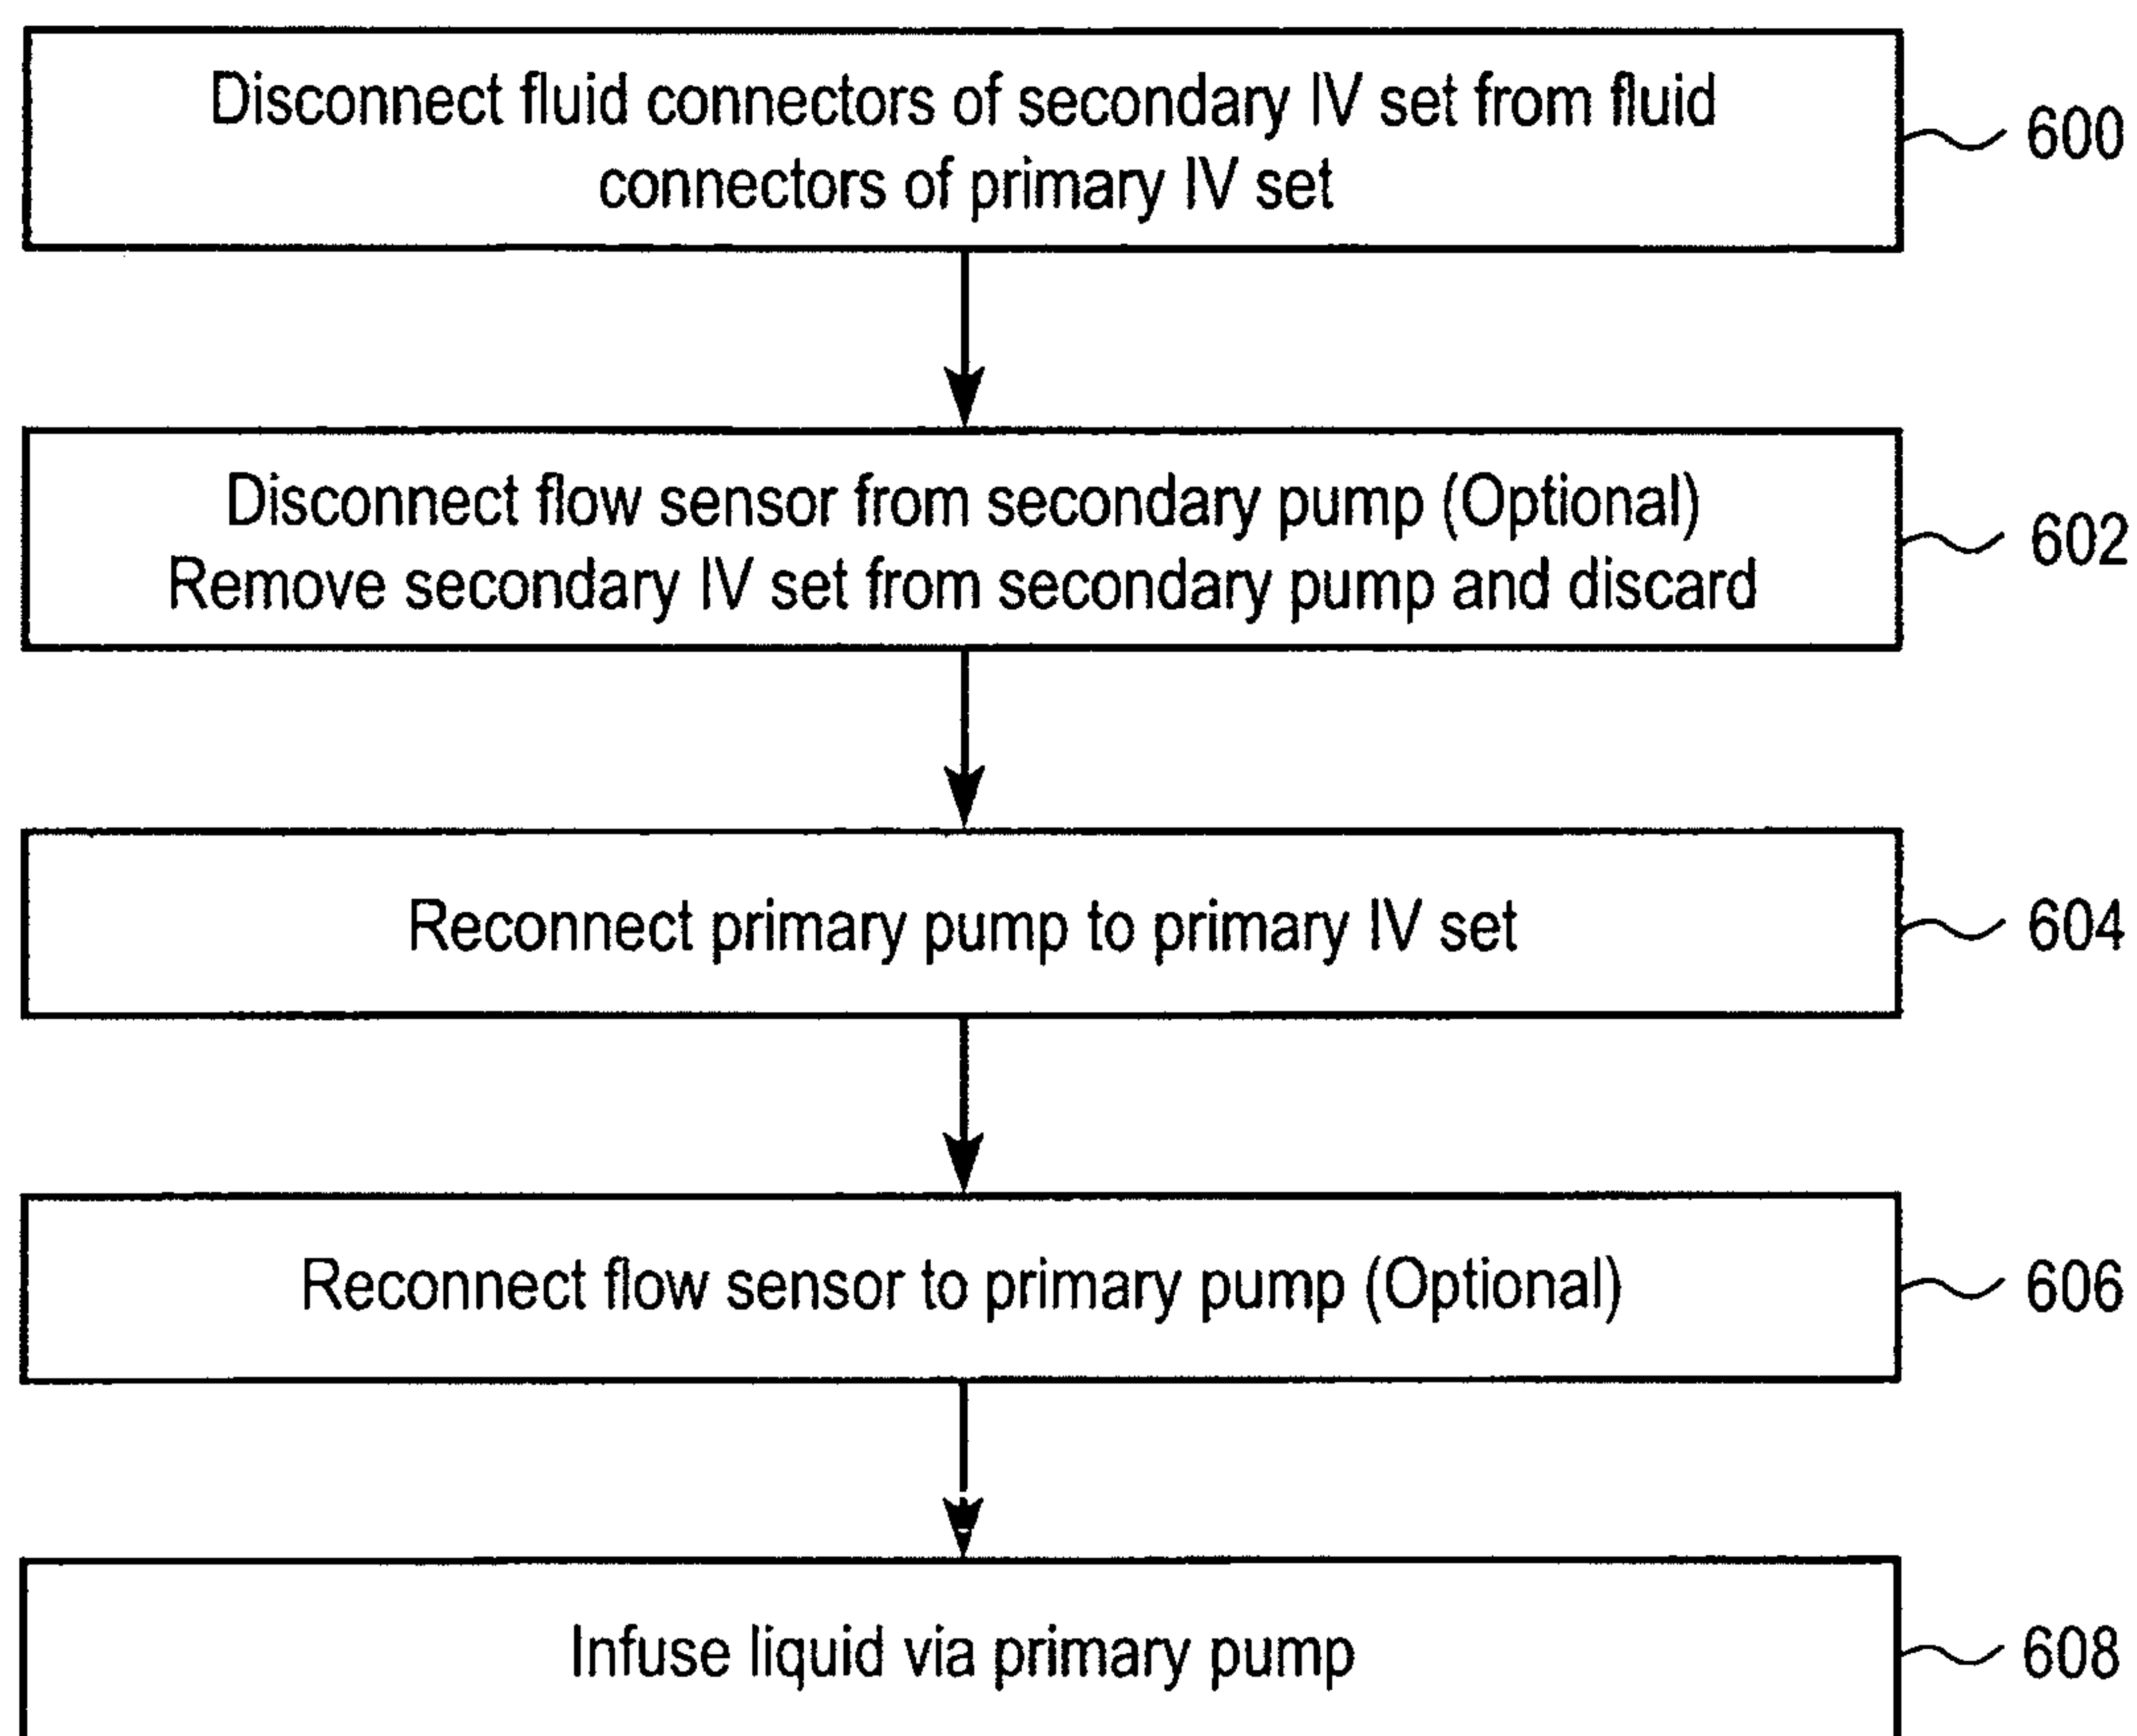 Disconnect fluid connectors of secondary IV set from fluid
connectors of primary IV set
600
Disconnect flow sensor from secondary pump (Optional)
Remove secondary IV set from secondary pump and discard
602
Reconnect primary pump to primary IV set
604
Reconnect flow sensor to primary pump (Optional)
606
Infuse liquid via primary pump
608